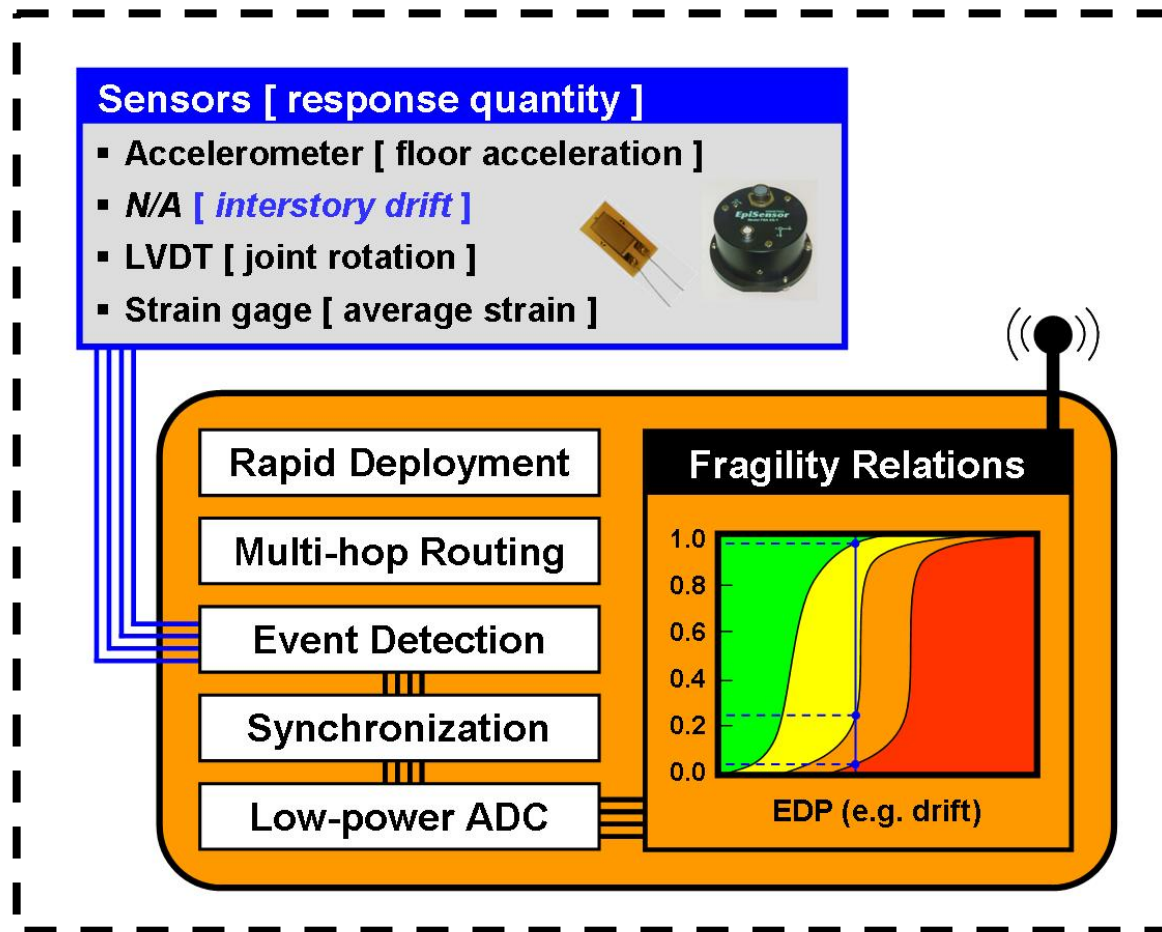 Sensors [ response quantity ]
▪ Accelerometer [ floor acceleration ]
▪ N/A [ interstory drift ]
▪ LVDT [ joint rotation ]
▪ Strain gage [ average strain ]
EpiSensor
Rapid Deployment
Multi-hop Routing
Event Detection
Synchronization
Low-power ADC
Fragility Relations
1.0
0.8
0.6
0.4
0.2
0.0
EDP (e.g. drift)